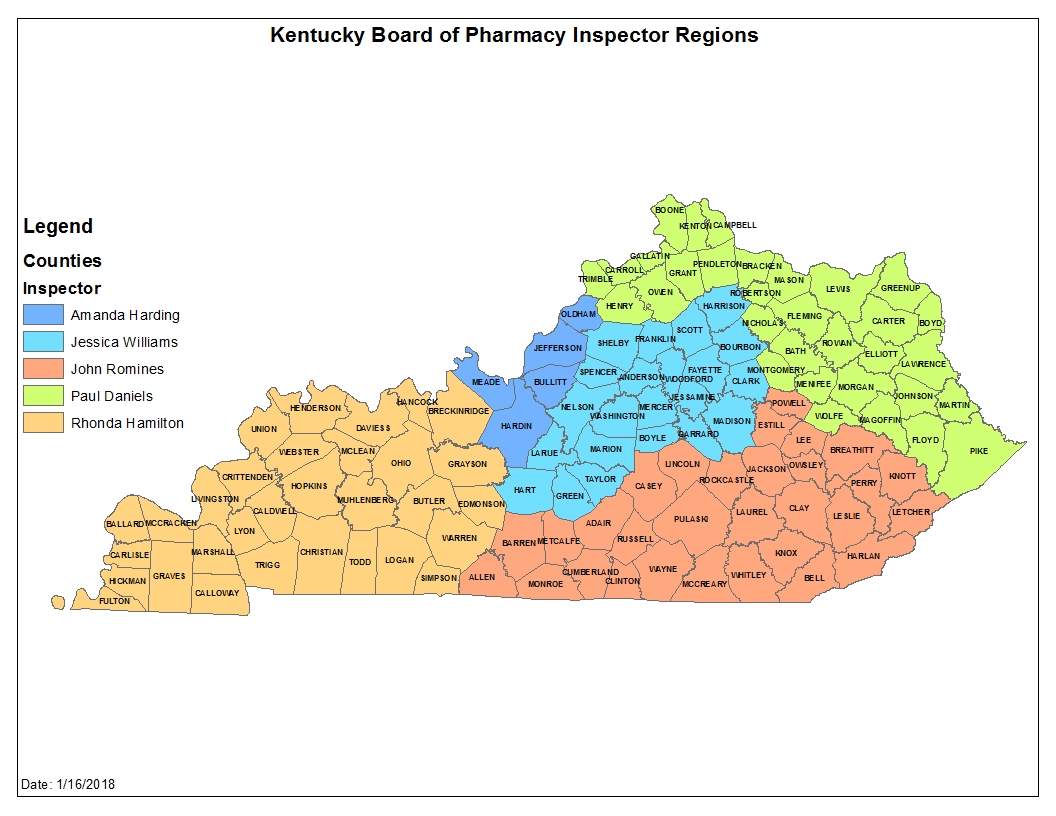 Kentucky Board of Pharmacy Inspector Regions
Legend
Counties
Inspector
Amanda Harding
Jessica Williams
John Romines
Paul Daniels
Rhonda Hamilton
BOONE
KENTON
CAMPBELL
GALLATIN
CARROLL
TRIMBLE
GRANT
PENDLETON
BRACKEN
MASON
ROBERTSON
LEWIS
GREENUP
OWEN
HENRY
OLDHAM
HARRISON
NICHOLAS
FLEMING
CARTER
BOYD
JEFFERSON
SHELBY
FRANKLIN
SCOTT
BOURBON
BATH
ROWAN
ELLIOTT
LAWRENCE
MEADE
BULLITT
SPENCER
ANDERSON
WOODFORD
FAYETTE
CLARK
MONTGOMERY
MENIFEE
MORGAN
JOHNSON
MARTIN
HARDIN
NELSON
WASHINGTON
MERCER
JESSAMINE
MADISON
POWELL
ESTILL
WOLFE
MAGOFFIN
FLOYD
PIKE
HENDERSON
HANCOCK
BRECKINRIDGE
UNION
DAVIESS
WEBSTER
MCLEAN
OHIO
GRAYSON
LARUE
MARION
BOYLE
GARRARD
LEE
BREATHITT
CRITTENDEN
HOPKINS
MUHLENBERG
BUTLER
EDMONSON
HART
GREEN
TAYLOR
CASEY
LINCOLN
ROCKCASTLE
JACKSON
OWSLEY
PERRY
KNOTT
LIVINGSTON
CALDWELL
BALLARD
MCCRACKEN
LYON
WARREN
BARREN
METCALFE
ADAIR
RUSSELL
PULASKI
LAUREL
CLAY
LESLIE
LETCHER
CARLISLE
MARSHALL
CHRISTIAN
TRIGG
TODD
LOGAN
SIMPSON
ALLEN
MONROE
CUMBERLAND
CLINTON
WAYNE
MCCREARY
WHITLEY
KNOX
BELL
HARLAN
HICKMAN
GRAVES
CALLOWAY
FULTON
Date: 1/16/2018